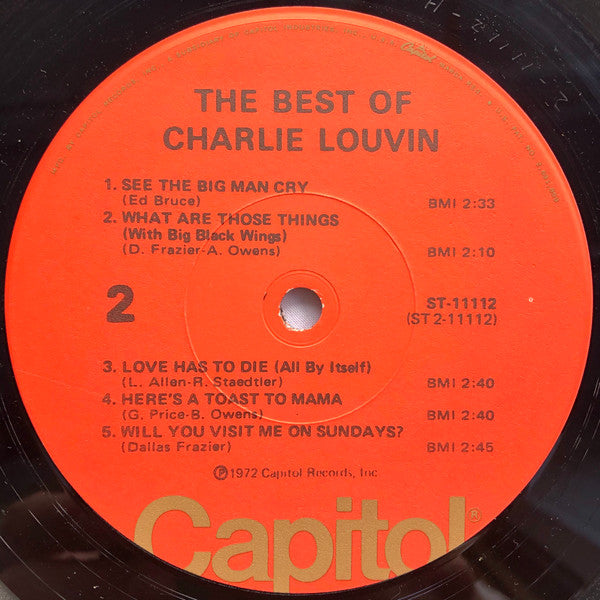 THE BEST OF
CHARLIE LOUVIN
1. SEE THE BIG MAN CRY
(Ed Bruce) BMI 2:33
2. WHAT ARE THOSE THINGS
(With Big Black Wings)
(D. Frazier-A. Owens) BMI 2:10
2
ST-11112
(ST2-11112)
3. LOVE HAS TO DIE (All By Itself)
(L. Allen-R. Staedtler) BMI 2:40
4. HERE'S A TOAST TO MAMA
(G. Price-B. Owens) BMI 2:40
5. WILL YOU VISIT ME ON SUNDAYS?
(Dallas Frazier) BMI 2:45
℗1972 Capitol Records, Inc.
Capitol®